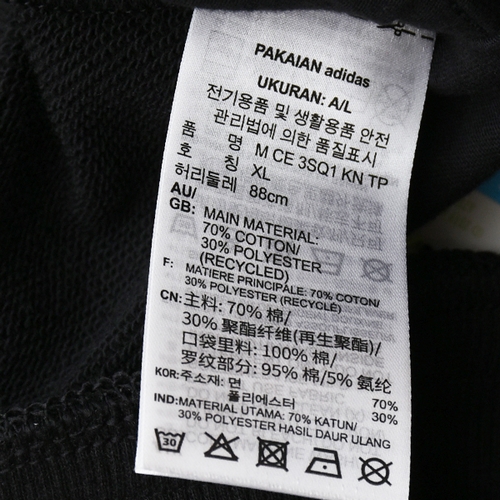 PAKAIAN adidas
UKURAN: A/L
전기용품 및 생활용품 안전
관리법에 의한 품질표시
품 명 M CE 3SQ1 KN TP
호 칭 XL
허리둘레 88cm
AU/
GB: MAIN MATERIAL:
70% COTTON/
30% POLYESTER
(RECYCLED)
F: MATIERE PRINCIPALE: 70% COTON/
30% POLYESTER (RECYCLÉ)
CN: 主料: 70% 棉/
30% 聚酯纤维(再生聚酯)/
口袋里料: 100% 棉/
罗纹部分: 95% 棉/5% 氨纶
KOR: 주소재: 면 70%
폴리에스터 30%
IND: MATERIAL UTAMA: 70% KATUN/
30% POLYESTER HASIL DAUR ULANG
30